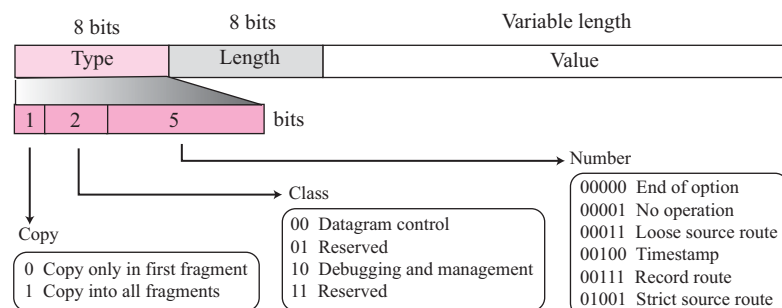 8 bits 8 bits Variable length
Type Length Value
1 2 5 bits
Number
00000 End of option
00001 No operation
00011 Loose source route
00100 Timestamp
00111 Record route
01001 Strict source route
Class
00 Datagram control
01 Reserved
10 Debugging and management
11 Reserved
Copy
0 Copy only in first fragment
1 Copy into all fragments